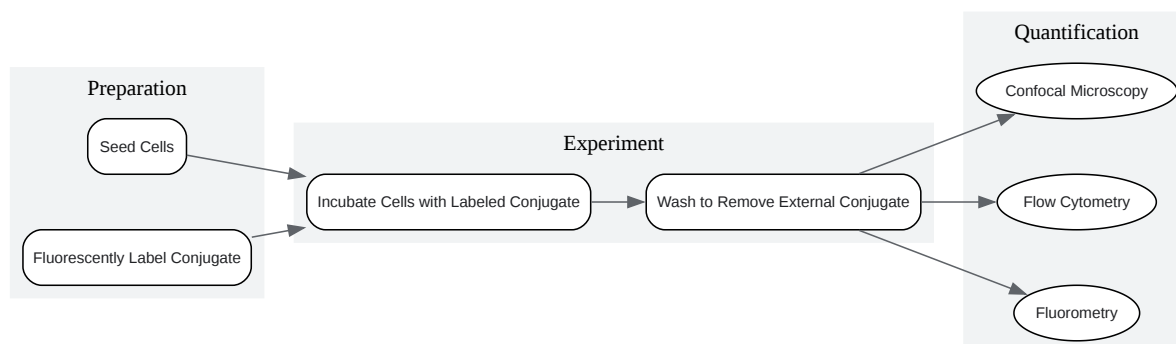 Preparation
Seed Cells
Fluorescently Label Conjugate
Experiment
Incubate Cells with Labeled Conjugate
Wash to Remove External Conjugate
Quantification
Confocal Microscopy
Flow Cytometry
Fluorometry